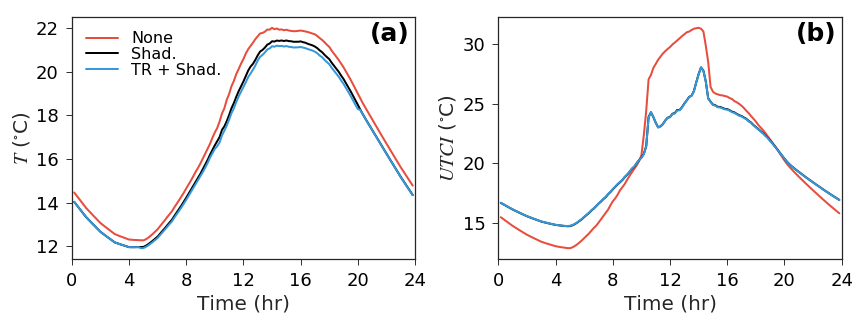 (a)
None
Shad.
TR + Shad.
22
20
18
16
14
12
T (°C)
0 4 8 12 16 20 24
Time (hr)
(b)
30
25
20
15
UTCI (°C)
0 4 8 12 16 20 24
Time (hr)